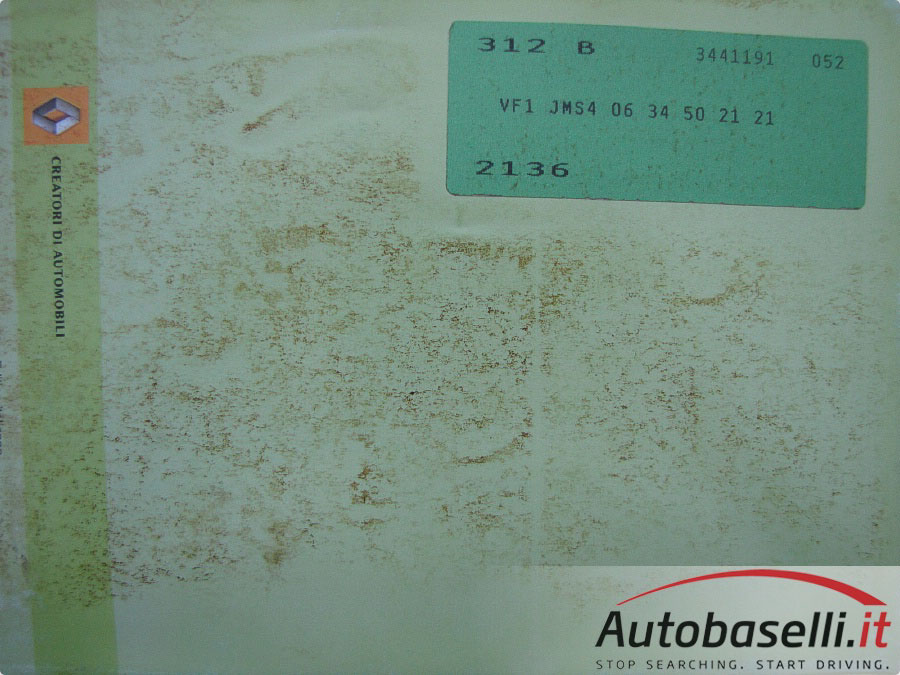 312 B 3441191 052
VF1 JMS4 06 34 50 21 21
2136
CREATORI DI AUTOMOBILI
Autobaselli.it
STOP SEARCHING. START DRIVING.